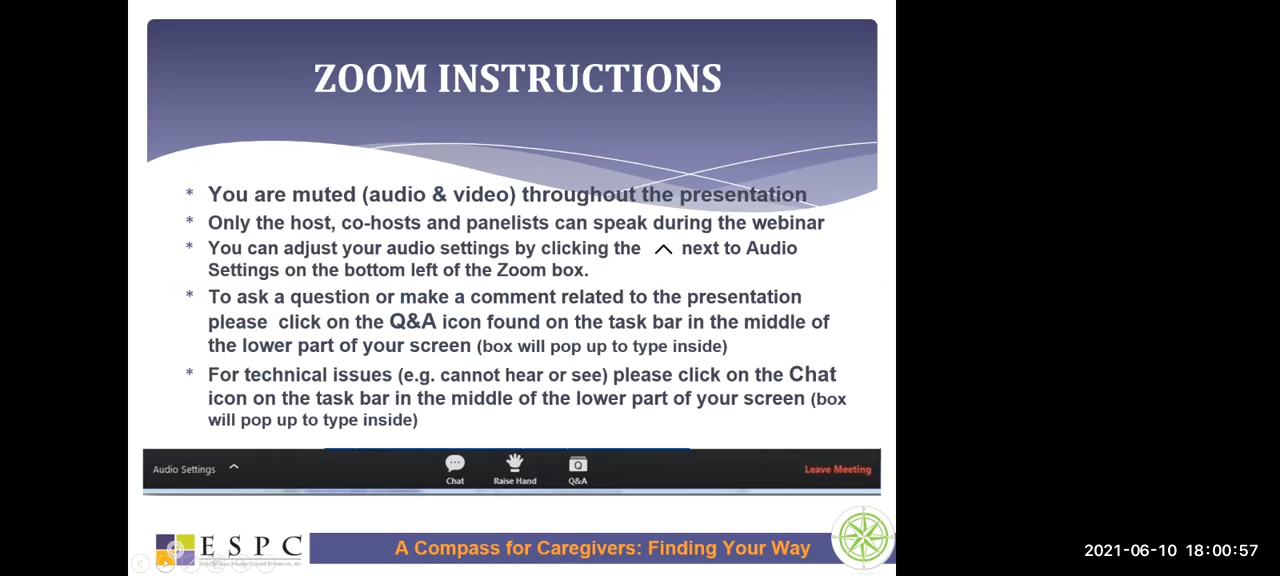 ZOOM INSTRUCTIONS
* You are muted (audio & video) throughout the presentation
* Only the host, co-hosts and panelists can speak during the webinar
* You can adjust your audio settings by clicking the ^ next to Audio
Settings on the bottom left of the Zoom box.
* To ask a question or make a comment related to the presentation
please click on the Q&A icon found on the task bar in the middle of
the lower part of your screen (box will pop up to type inside)
* For technical issues (e.g. cannot hear or see) please click on the Chat
icon on the task bar in the middle of the lower part of your screen (box
will pop up to type inside)
Audio Settings ^ Chat Raise Hand Q&A Leave Meeting
ESPC A Compass for Caregivers: Finding Your Way
2021-06-10 18:00:57